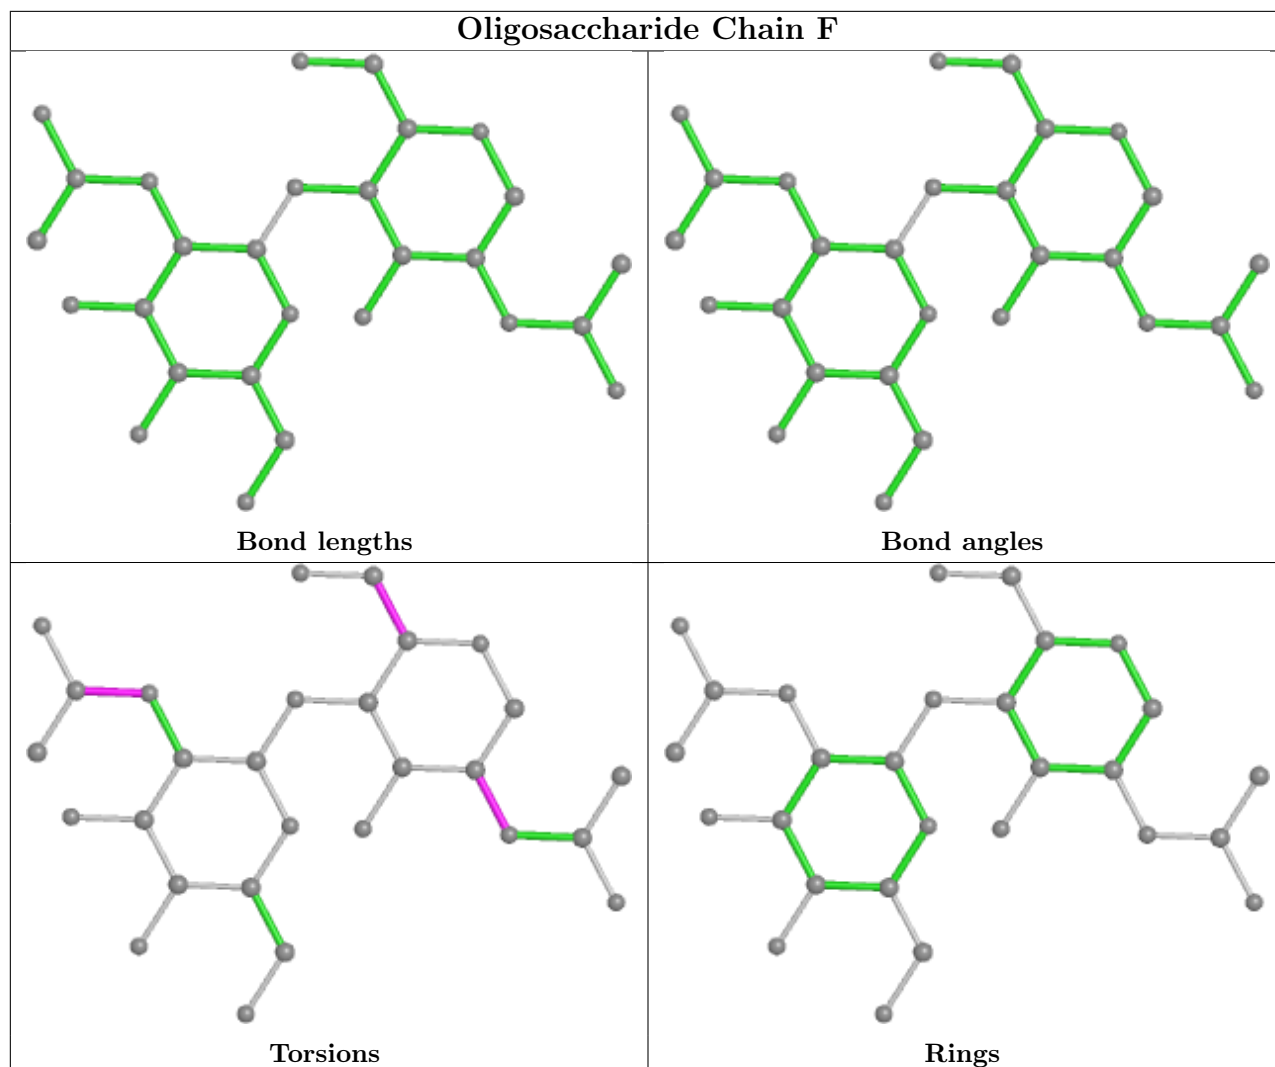 Oligosaccharide Chain F
Bond lengths
Bond angles
Torsions
Rings